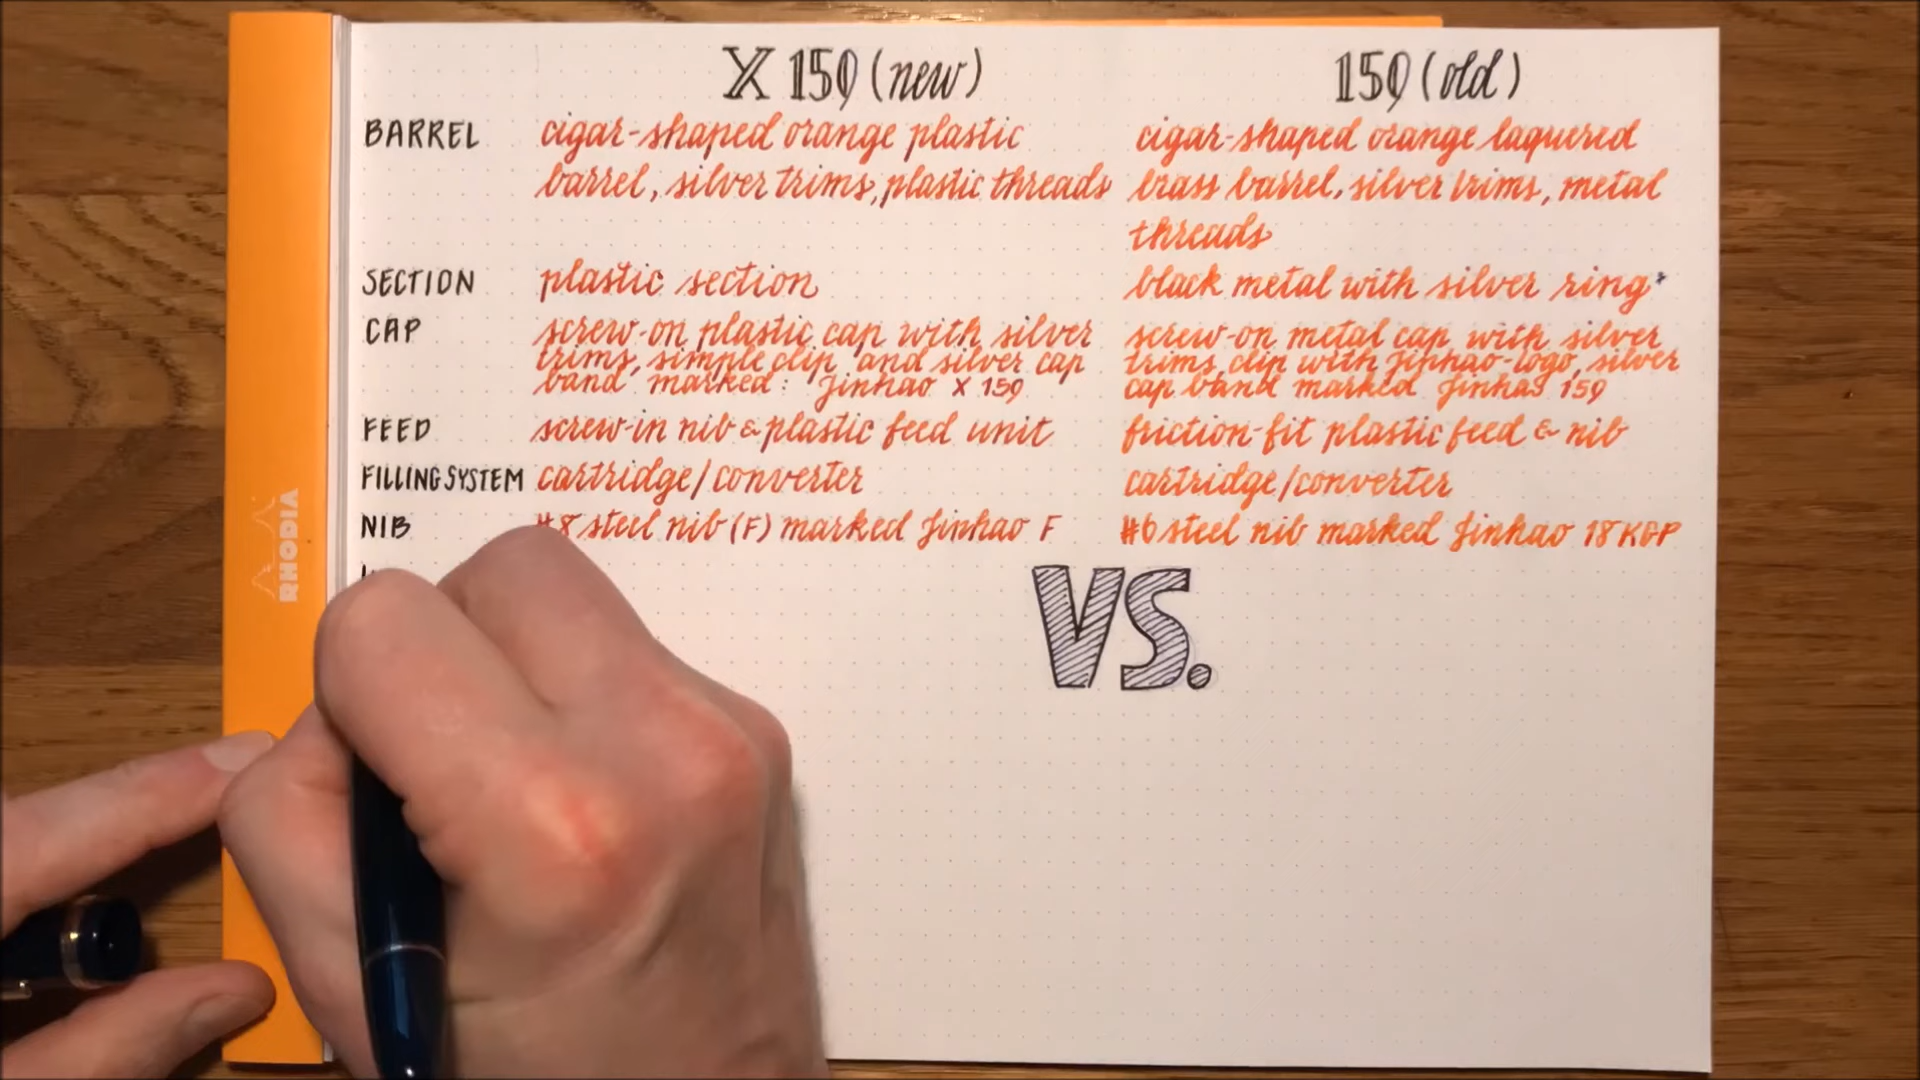 X 159 (new) 159 (old)
BARREL cigar-shaped orange plastic cigar-shaped orange laquered
barrel, silver trims, plastic threads brass barrel, silver trims, metal
threads
SECTION plastic section black metal with silver ring
CAP screw-on plastic cap with silver screw-on metal cap with silver
trims, simple clip and silver cap trims, clip with Jinhao-logo, silver
band marked: Jinhao X 159 cap band marked Jinhao 159
FEED screw-in nib & plastic feed unit friction-fit plastic feed & nib
FILLING SYSTEM cartridge/converter cartridge/converter
NIB #8 steel nib (F) marked Jinhao F #6 steel nib marked Jinhao 18 KGP
VS.
RHODIA